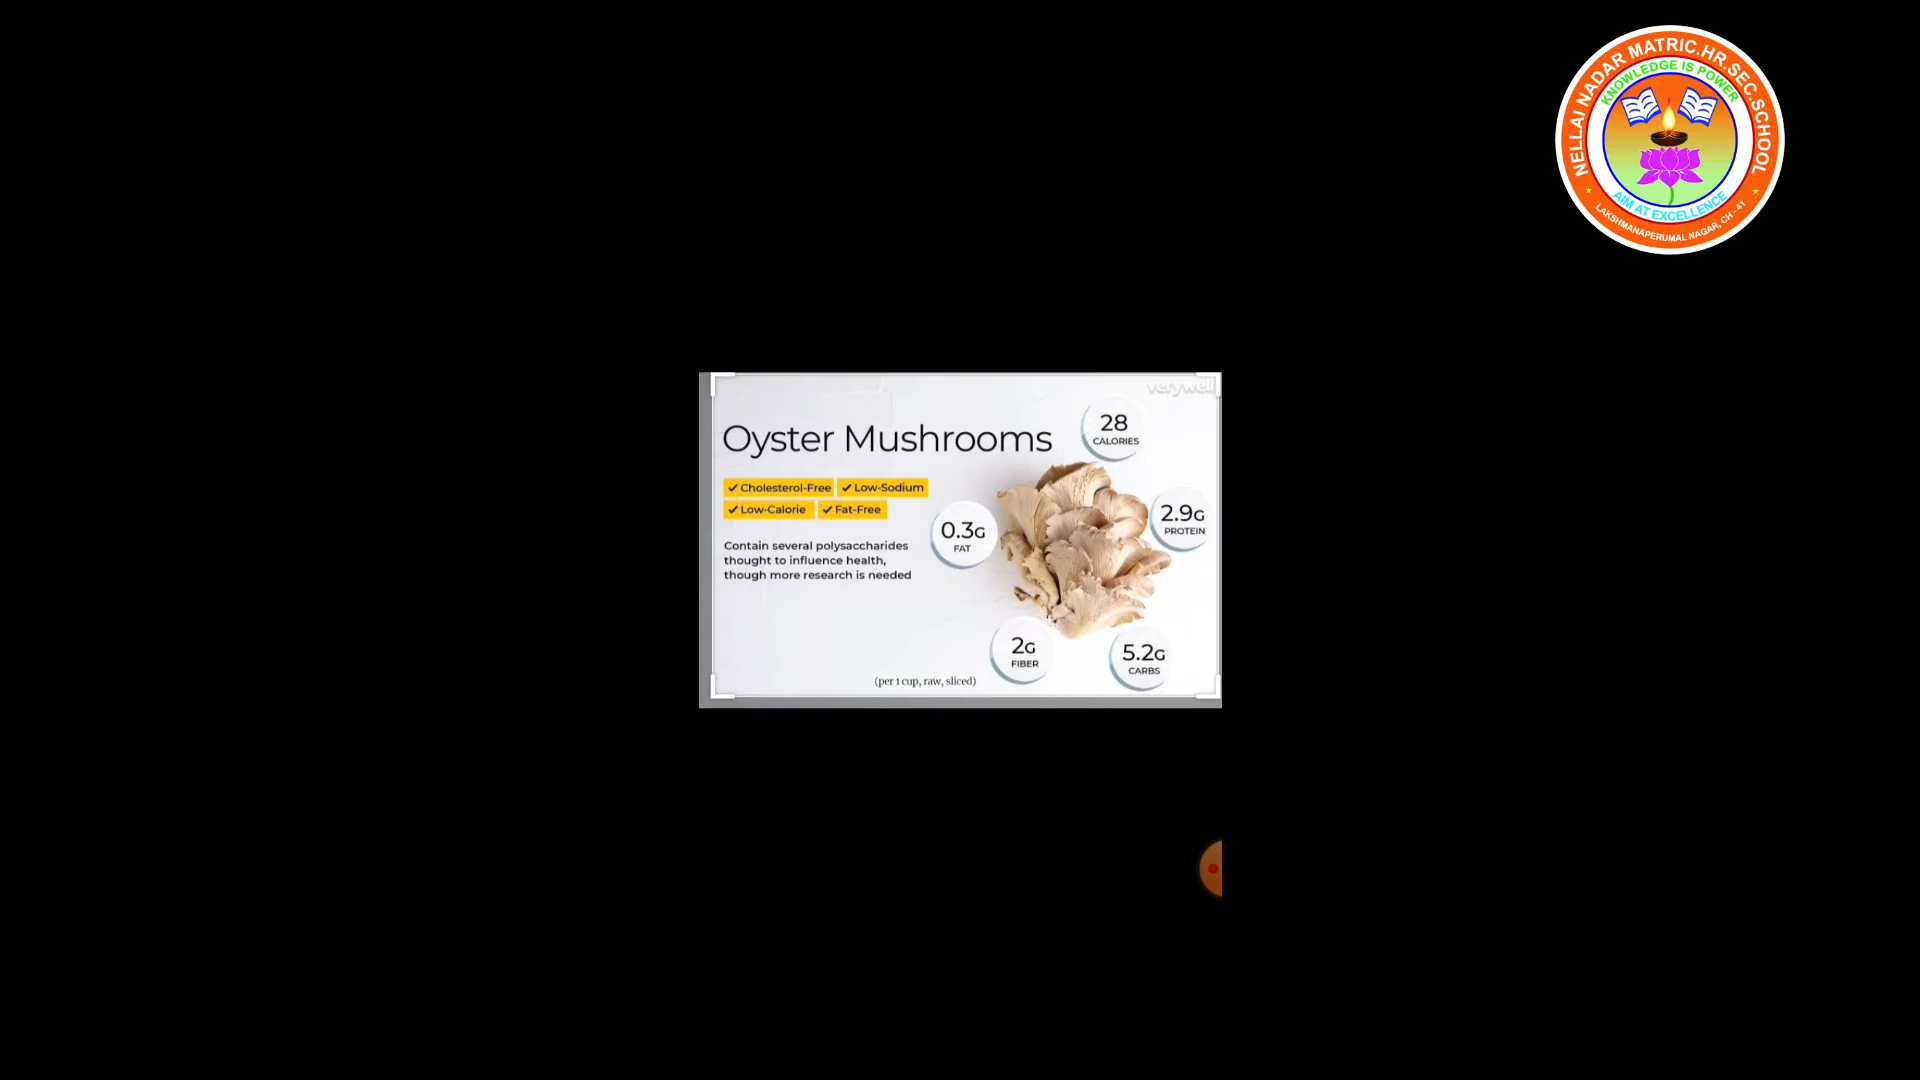 NELLAI NADAR MATRIC.HR.SEC.SCHOOL
KNOWLEDGE IS POWER
AIM AT EXCELLENCE
LAKSHMANAPERUMAL NAGAR, CH - 41
verywell
Oyster Mushrooms
28
CALORIES
✓ Cholesterol-Free ✓ Low-Sodium
✓ Low-Calorie ✓ Fat-Free
0.3G
FAT
2.9G
PROTEIN
Contain several polysaccharides
thought to influence health,
though more research is needed
2G
FIBER
5.2G
CARBS
(per 1 cup, raw, sliced)